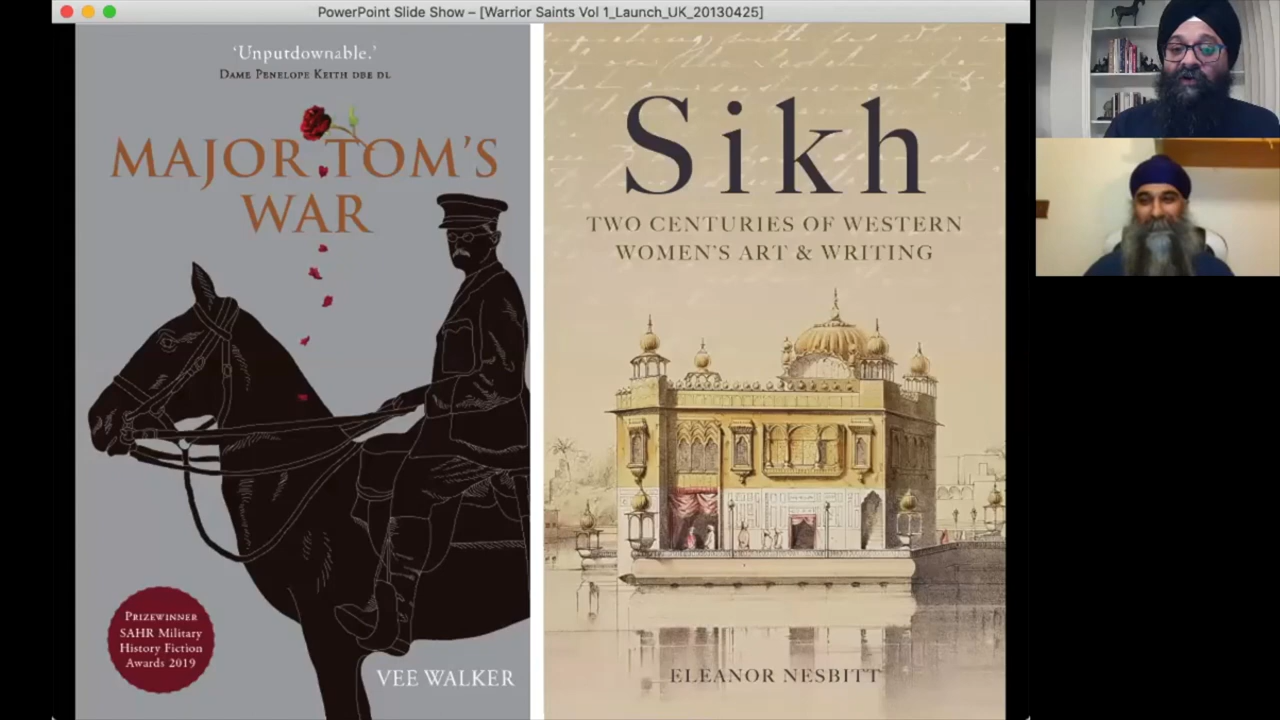 PowerPoint Slide Show – [Warrior Saints Vol 1_Launch_UK_20130425]
‘Unputdownable.’
Dame Penelope Keith DBE DL
MAJOR TOM’S
WAR
Prizewinner
SAHR Military
History Fiction
Awards 2019
VEE WALKER
Sikh
TWO CENTURIES OF WESTERN
WOMEN’S ART & WRITING
ELEANOR NESBITT